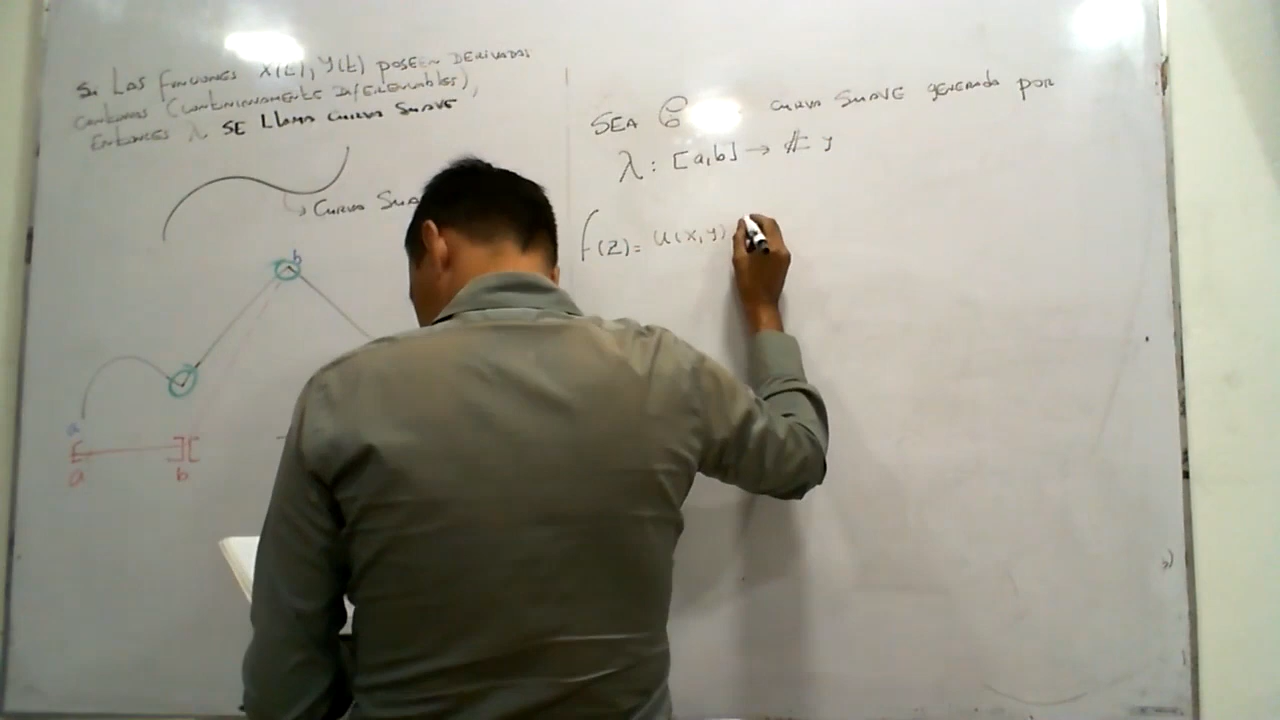 Si Las funciones X(t), Y(t) poseen DERIVADAS
continuas (continuamente Diferenciables),
Entonces λ SE LLAMA CURVA SUAVE
Curva Sua
b
a
a b
SEA C curva SUAVE generada por
λ: [a,b] → ₵ y
f(z)= u(x,y)